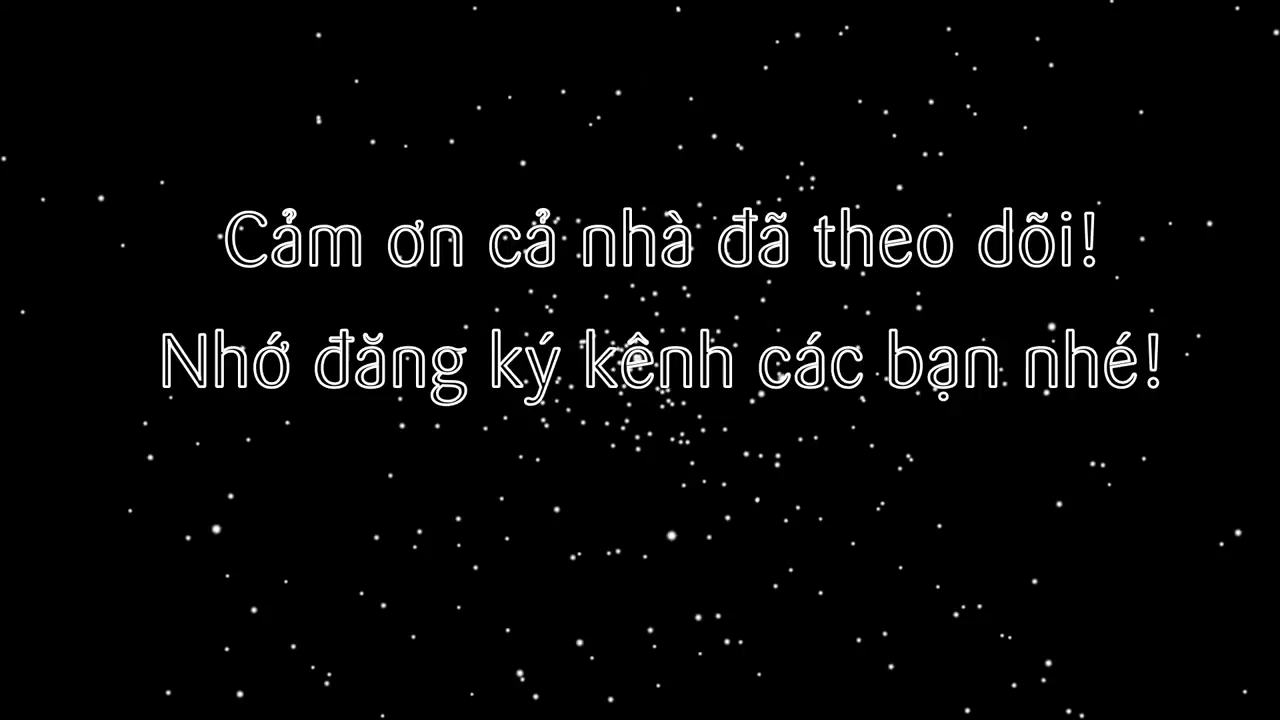 Cảm ơn cả nhà đã theo dõi!
Nhớ đăng ký kênh các bạn nhé!